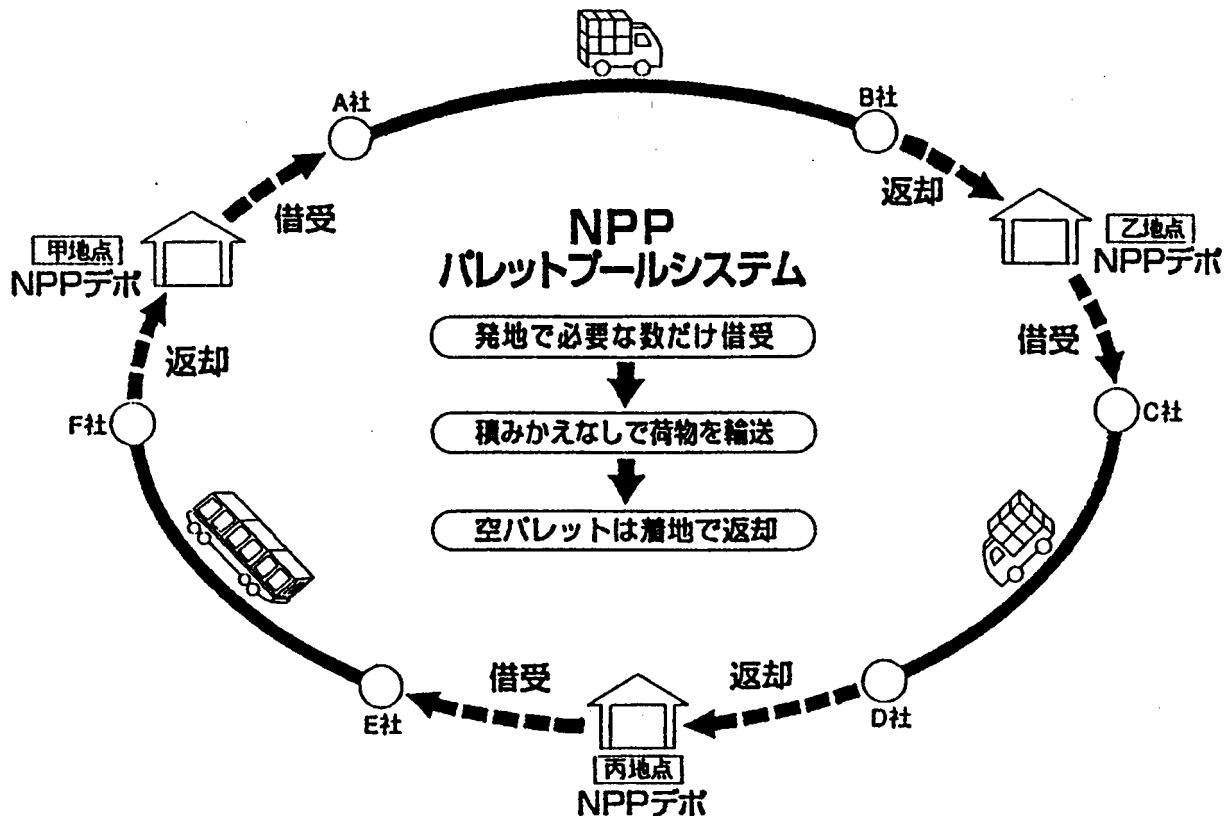 A社
B社
借受
返却
甲地点
NPPデポ
乙地点
NPPデポ
NPP
パレットプールシステム
発地で必要な数だけ借受
積みかえなしで荷物を輸送
空パレットは着地で返却
返却
借受
F社
C社
借受
返却
E社
D社
丙地点
NPPデポ